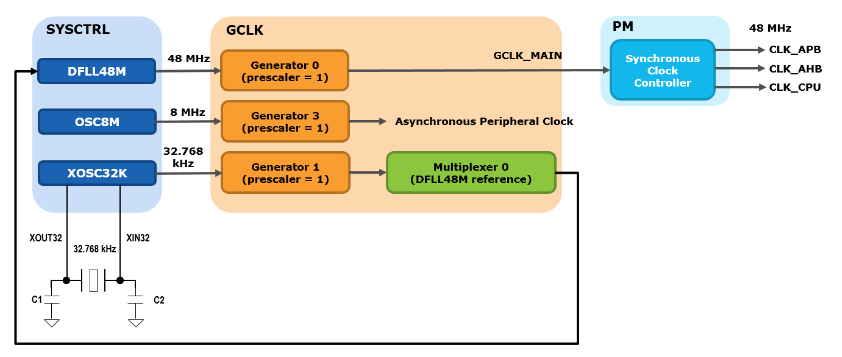 SYSCTRL
GCLK
PM
48 MHz
DFLL48M
48 MHz
Generator 0
(prescaler = 1)
GCLK_MAIN
Synchronous
Clock
Controller
CLK_APB
CLK_AHB
CLK_CPU
OSC8M
8 MHz
Generator 3
(prescaler = 1)
Asynchronous Peripheral Clock
XOSC32K
32.768
kHz
Generator 1
(prescaler = 1)
Multiplexer 0
(DFLL48M reference)
XOUT32
XIN32
32.768 kHz
C1
C2